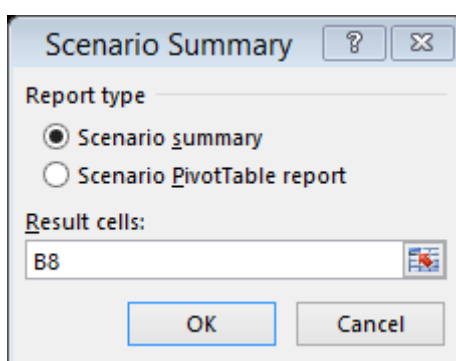 Scenario Summary ?
Report type
Scenario summary
Scenario PivotTable report
Result cells:
B8
OK Cancel